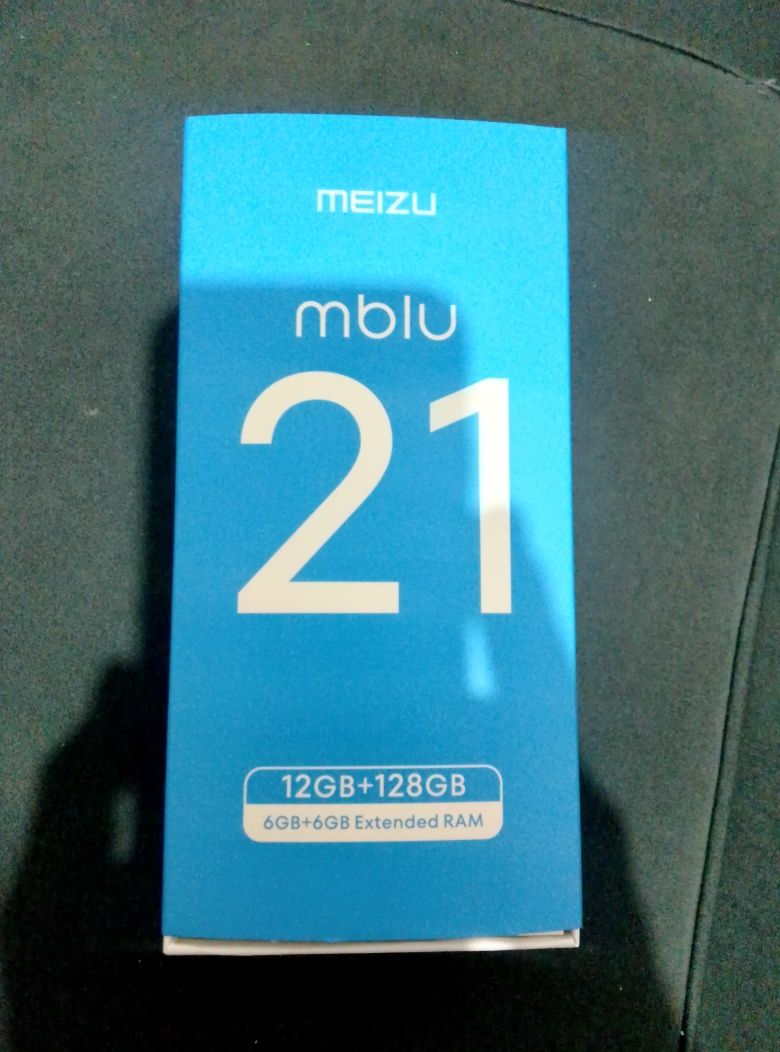 MEIZU
mblu
21
12GB+128GB
6GB+6GB Extended RAM